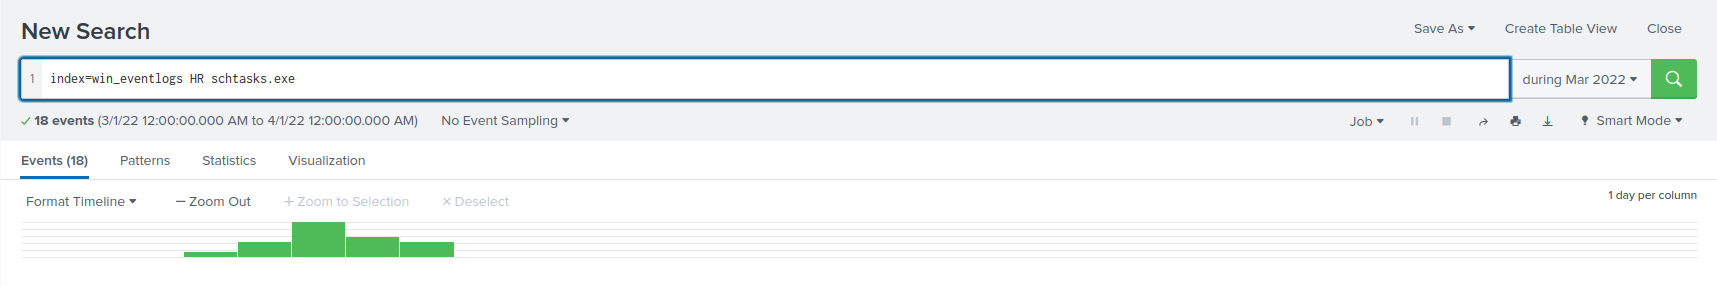 New Search
Save As Create Table View Close
1 index=win_eventlogs HR schtasks.exe
during Mar 2022
18 events (3/1/22 12:00:00.000 AM to 4/1/22 12:00:00.000 AM) No Event Sampling
Job Smart Mode
Events (18) Patterns Statistics Visualization
Format Timeline — Zoom Out + Zoom to Selection × Deselect
1 day per column